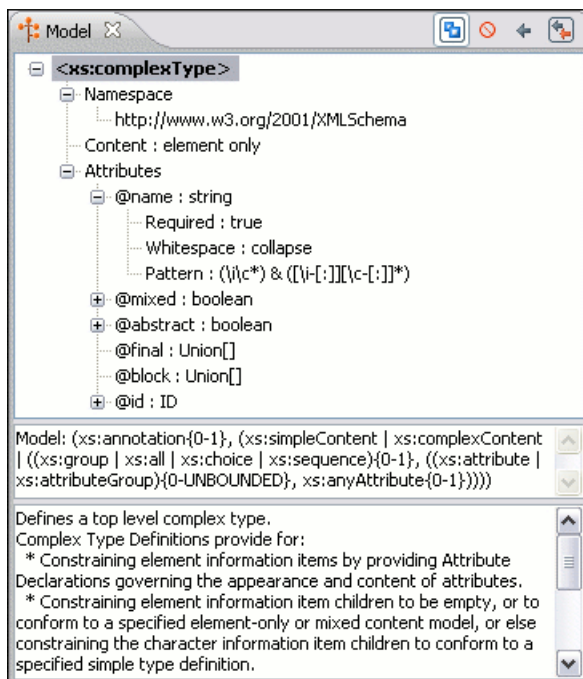 Model
<xs:complexType>
Namespace
http://www.w3.org/2001/XMLSchema
Content : element only
Attributes
@name : string
Required : true
Whitespace : collapse
Pattern : (\i\c*) & ([\i-[:]][\c-[:]]*)
@mixed : boolean
@abstract : boolean
@final : Union[]
@block : Union[]
@id : ID
Model: (xs:annotation{0-1}, (xs:simpleContent | xs:complexContent
| ((xs:group | xs:all | xs:choice | xs:sequence){0-1}, ((xs:attribute |
xs:attributeGroup){0-UNBOUNDED}, xs:anyAttribute{0-1}))))
Defines a top level complex type.
Complex Type Definitions provide for:
* Constraining element information items by providing Attribute
Declarations governing the appearance and content of attributes.
* Constraining element information item children to be empty, or to
conform to a specified element-only or mixed content model, or else
constraining the character information item children to conform to a
specified simple type definition.